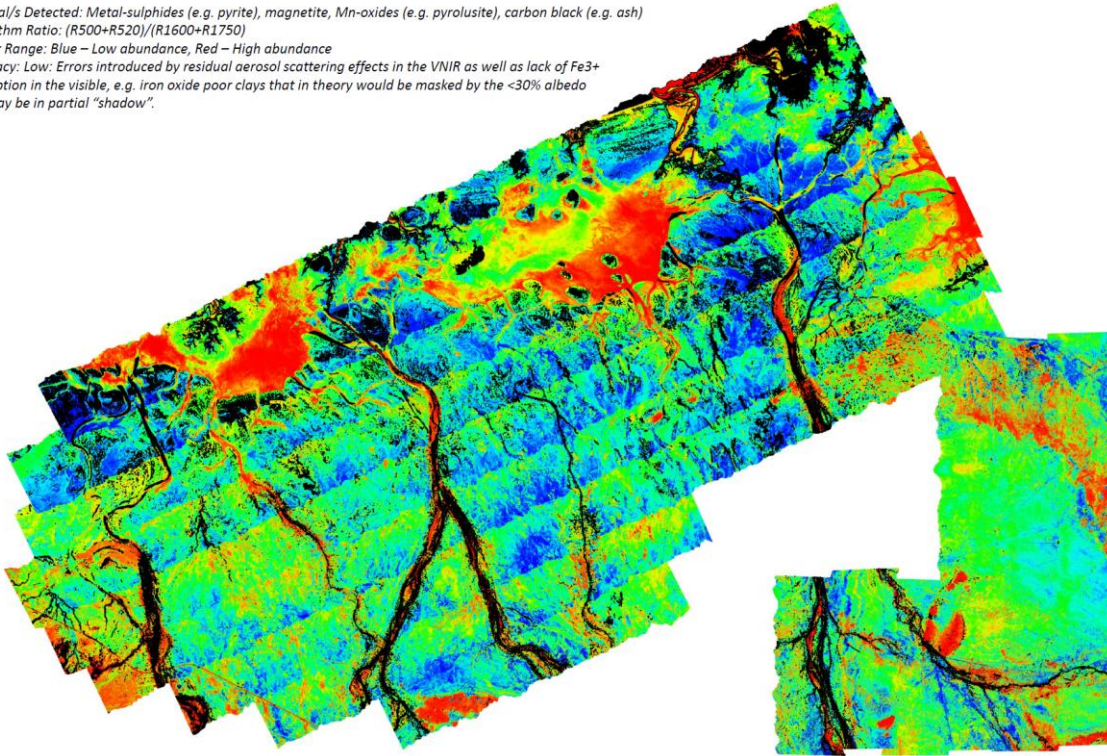 al/s Detected: Metal-sulphides (e.g. pyrite), magnetite, Mn-oxides (e.g. pyrolusite), carbon black (e.g. ash)
thm Ratio: (R500+R520)/(R1600+R1750)
Range: Blue – Low abundance, Red – High abundance
acy: Low: Errors introduced by residual aerosol scattering effects in the VNIR as well as lack of Fe3+
tion in the visible, e.g. iron oxide poor clays that in theory would be masked by the <30% albedo
ay be in partial “shadow”.